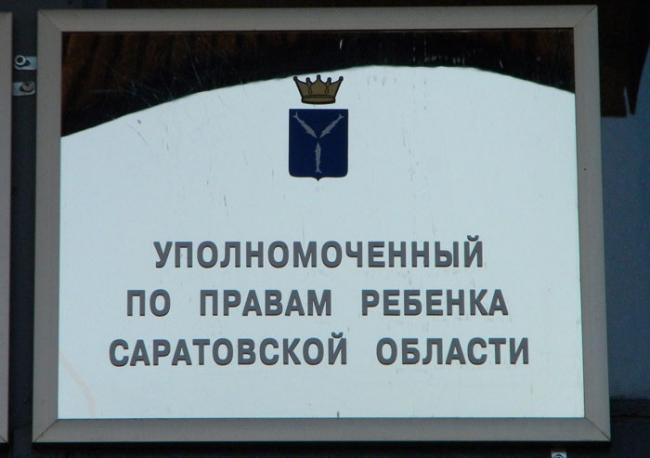 УПОЛНОМОЧЕННЫЙ
ПО ПРАВАМ РЕБЕНКА
САРАТОВСКОЙ ОБЛАСТИ